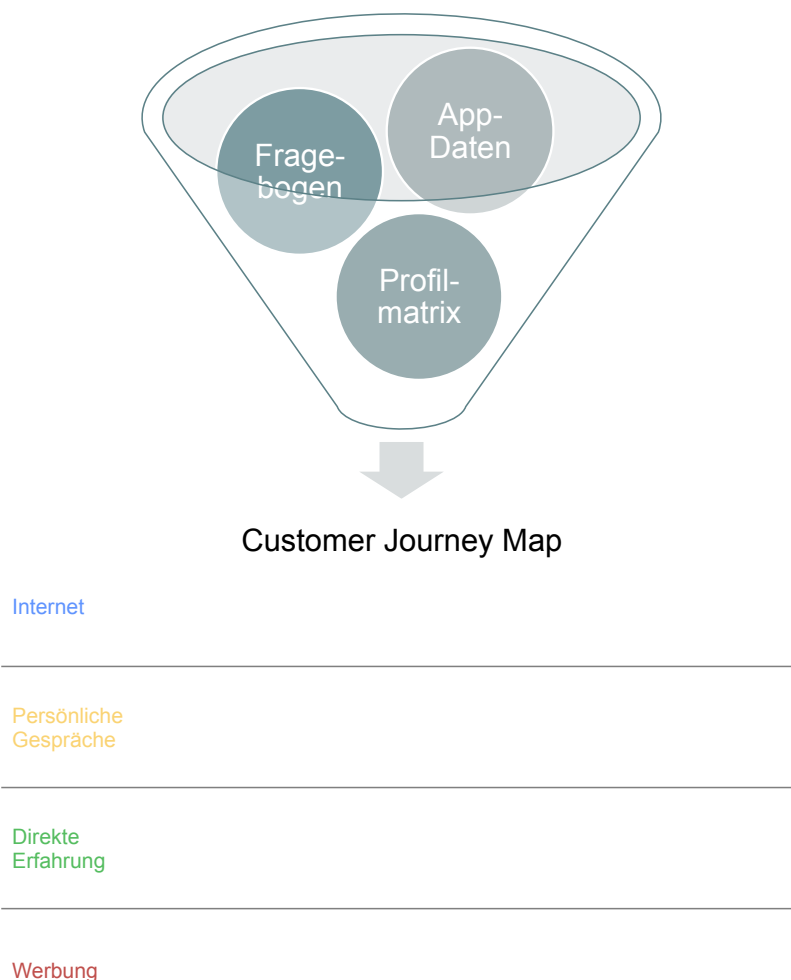 App-
Daten
Frage-
bogen
Profil-
matrix
Customer Journey Map
Internet
Persönliche
Gespräche
Direkte
Erfahrung
Werbung